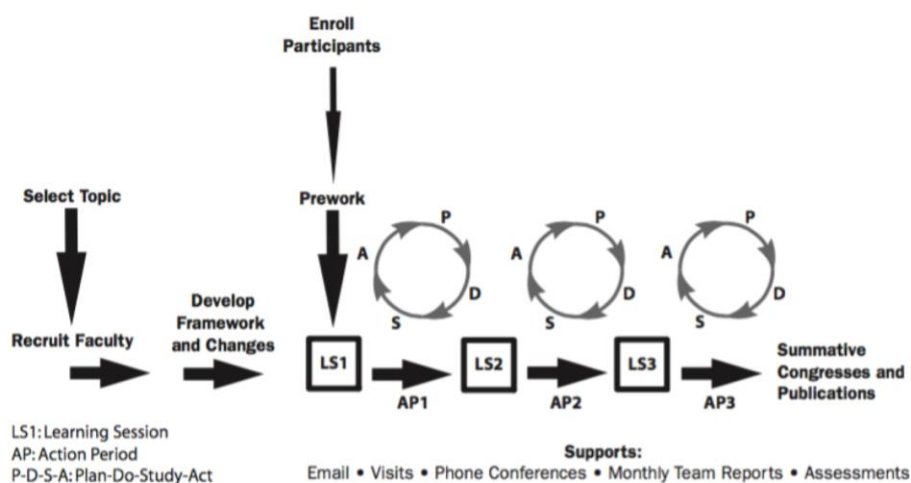 Enroll
Participants
Select Topic
Prework
P
A
D
S
P
A
D
S
P
A
D
S
Recruit Faculty
Develop
Framework
and Changes
LS1
LS2
LS3
AP1
AP2
AP3
Summative
Congresses and
Publications
LS1: Learning Session
AP: Action Period
P-D-S-A: Plan-Do-Study-Act
Supports:
Email • Visits • Phone Conferences • Monthly Team Reports • Assessments